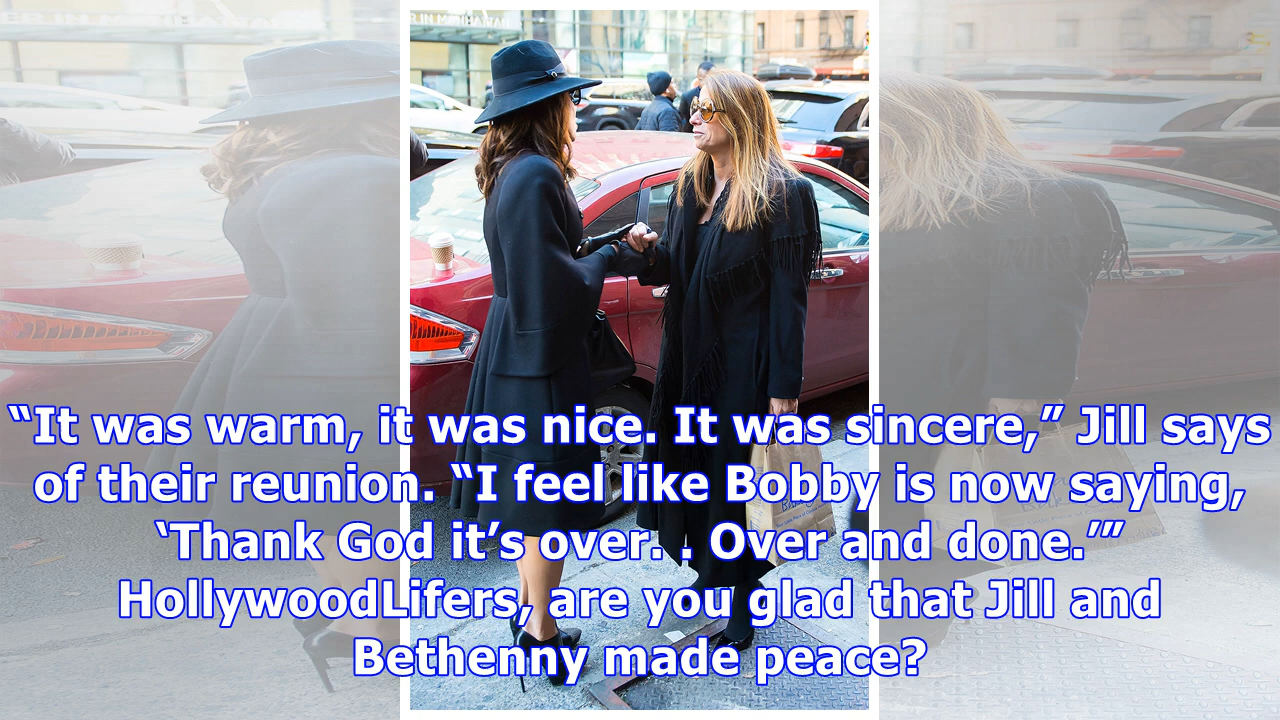 “It was warm, it was nice. It was sincere,” Jill says
of their reunion. “I feel like Bobby is now saying,
‘Thank God it’s over. . Over and done.’”
HollywoodLifers, are you glad that Jill and
Bethenny made peace?